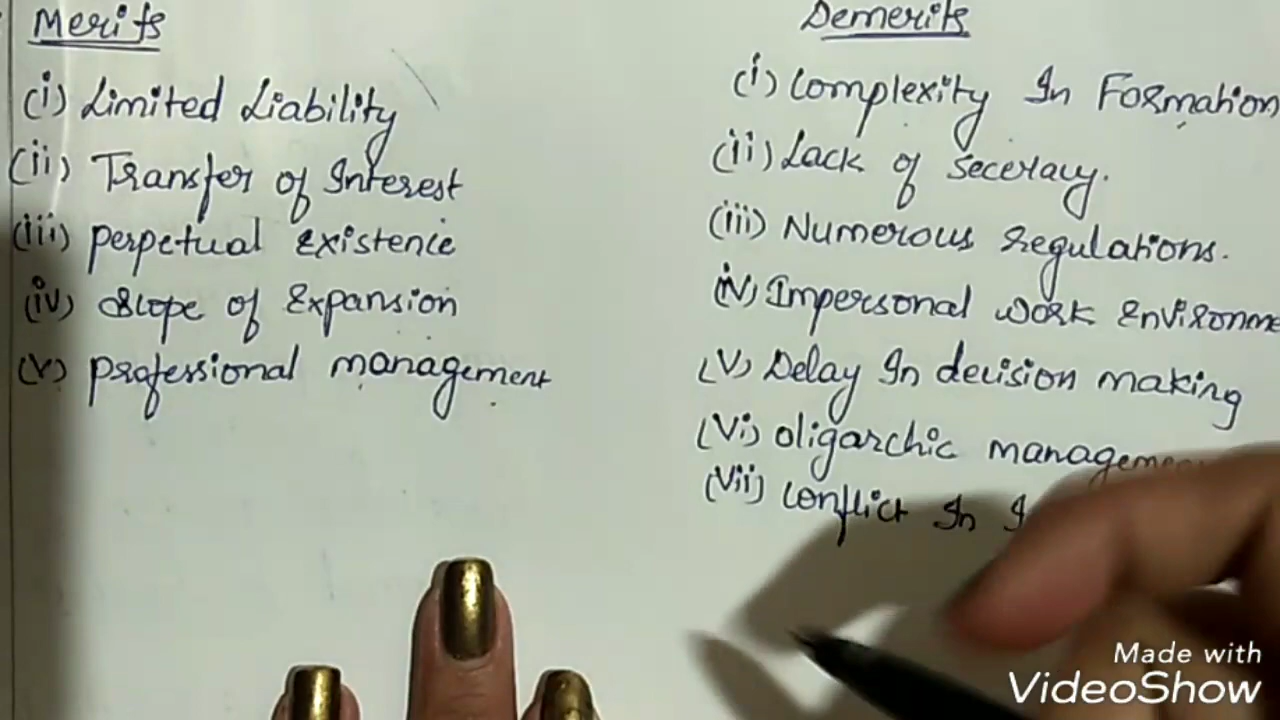 Merits
(i) Limited Liability
(ii) Transfer of Interest
(iii) perpetual existence
(iv) Scope of Expansion
(v) professional management
Demerits
(i) Complexity In Formation
(ii) Lack of Seceracy.
(iii) Numerous regulations.
(iv) Impersonal work Environme
(v) Delay In decision making
(vi) oligarchic manageme
(vii) Conflict In I
Made with
VideoShow